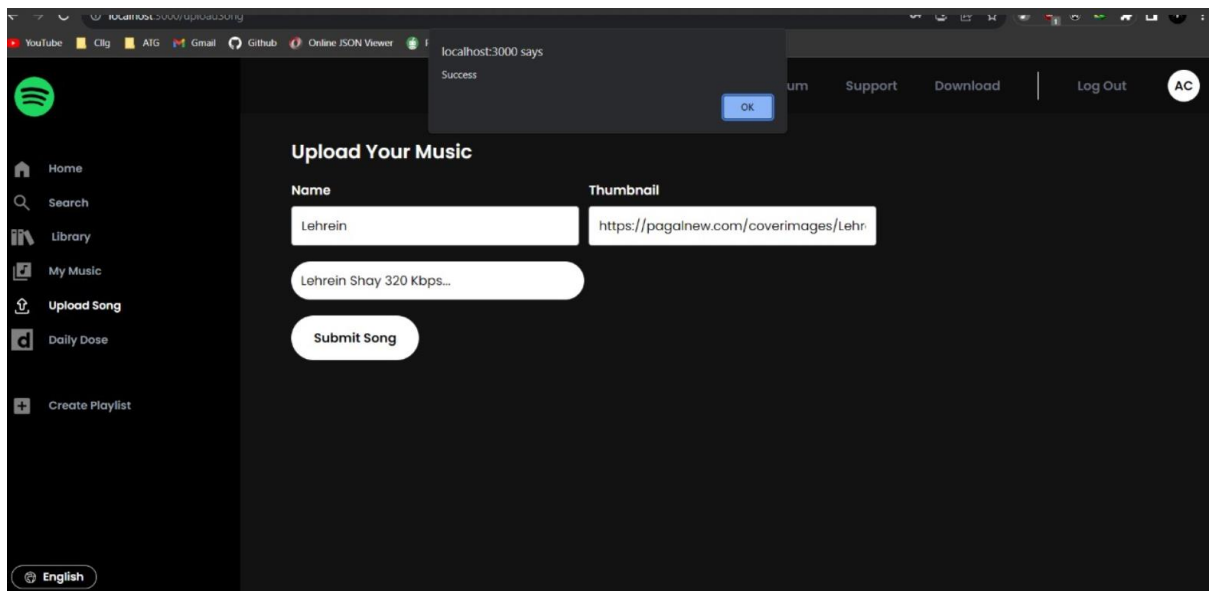 localhost:3000/uploadSong
YouTube Cllg ATG Gmail Github Online JSON Viewer
localhost:3000 says
Success
OK
um Support Download Log Out AC
Upload Your Music
Home
Name Thumbnail
Search
Lehrein https://pagalnew.com/coverimages/Lehr
Library
My Music
Lehrein Shay 320 Kbps...
Upload Song
Submit Song
Daily Dose
Create Playlist
English